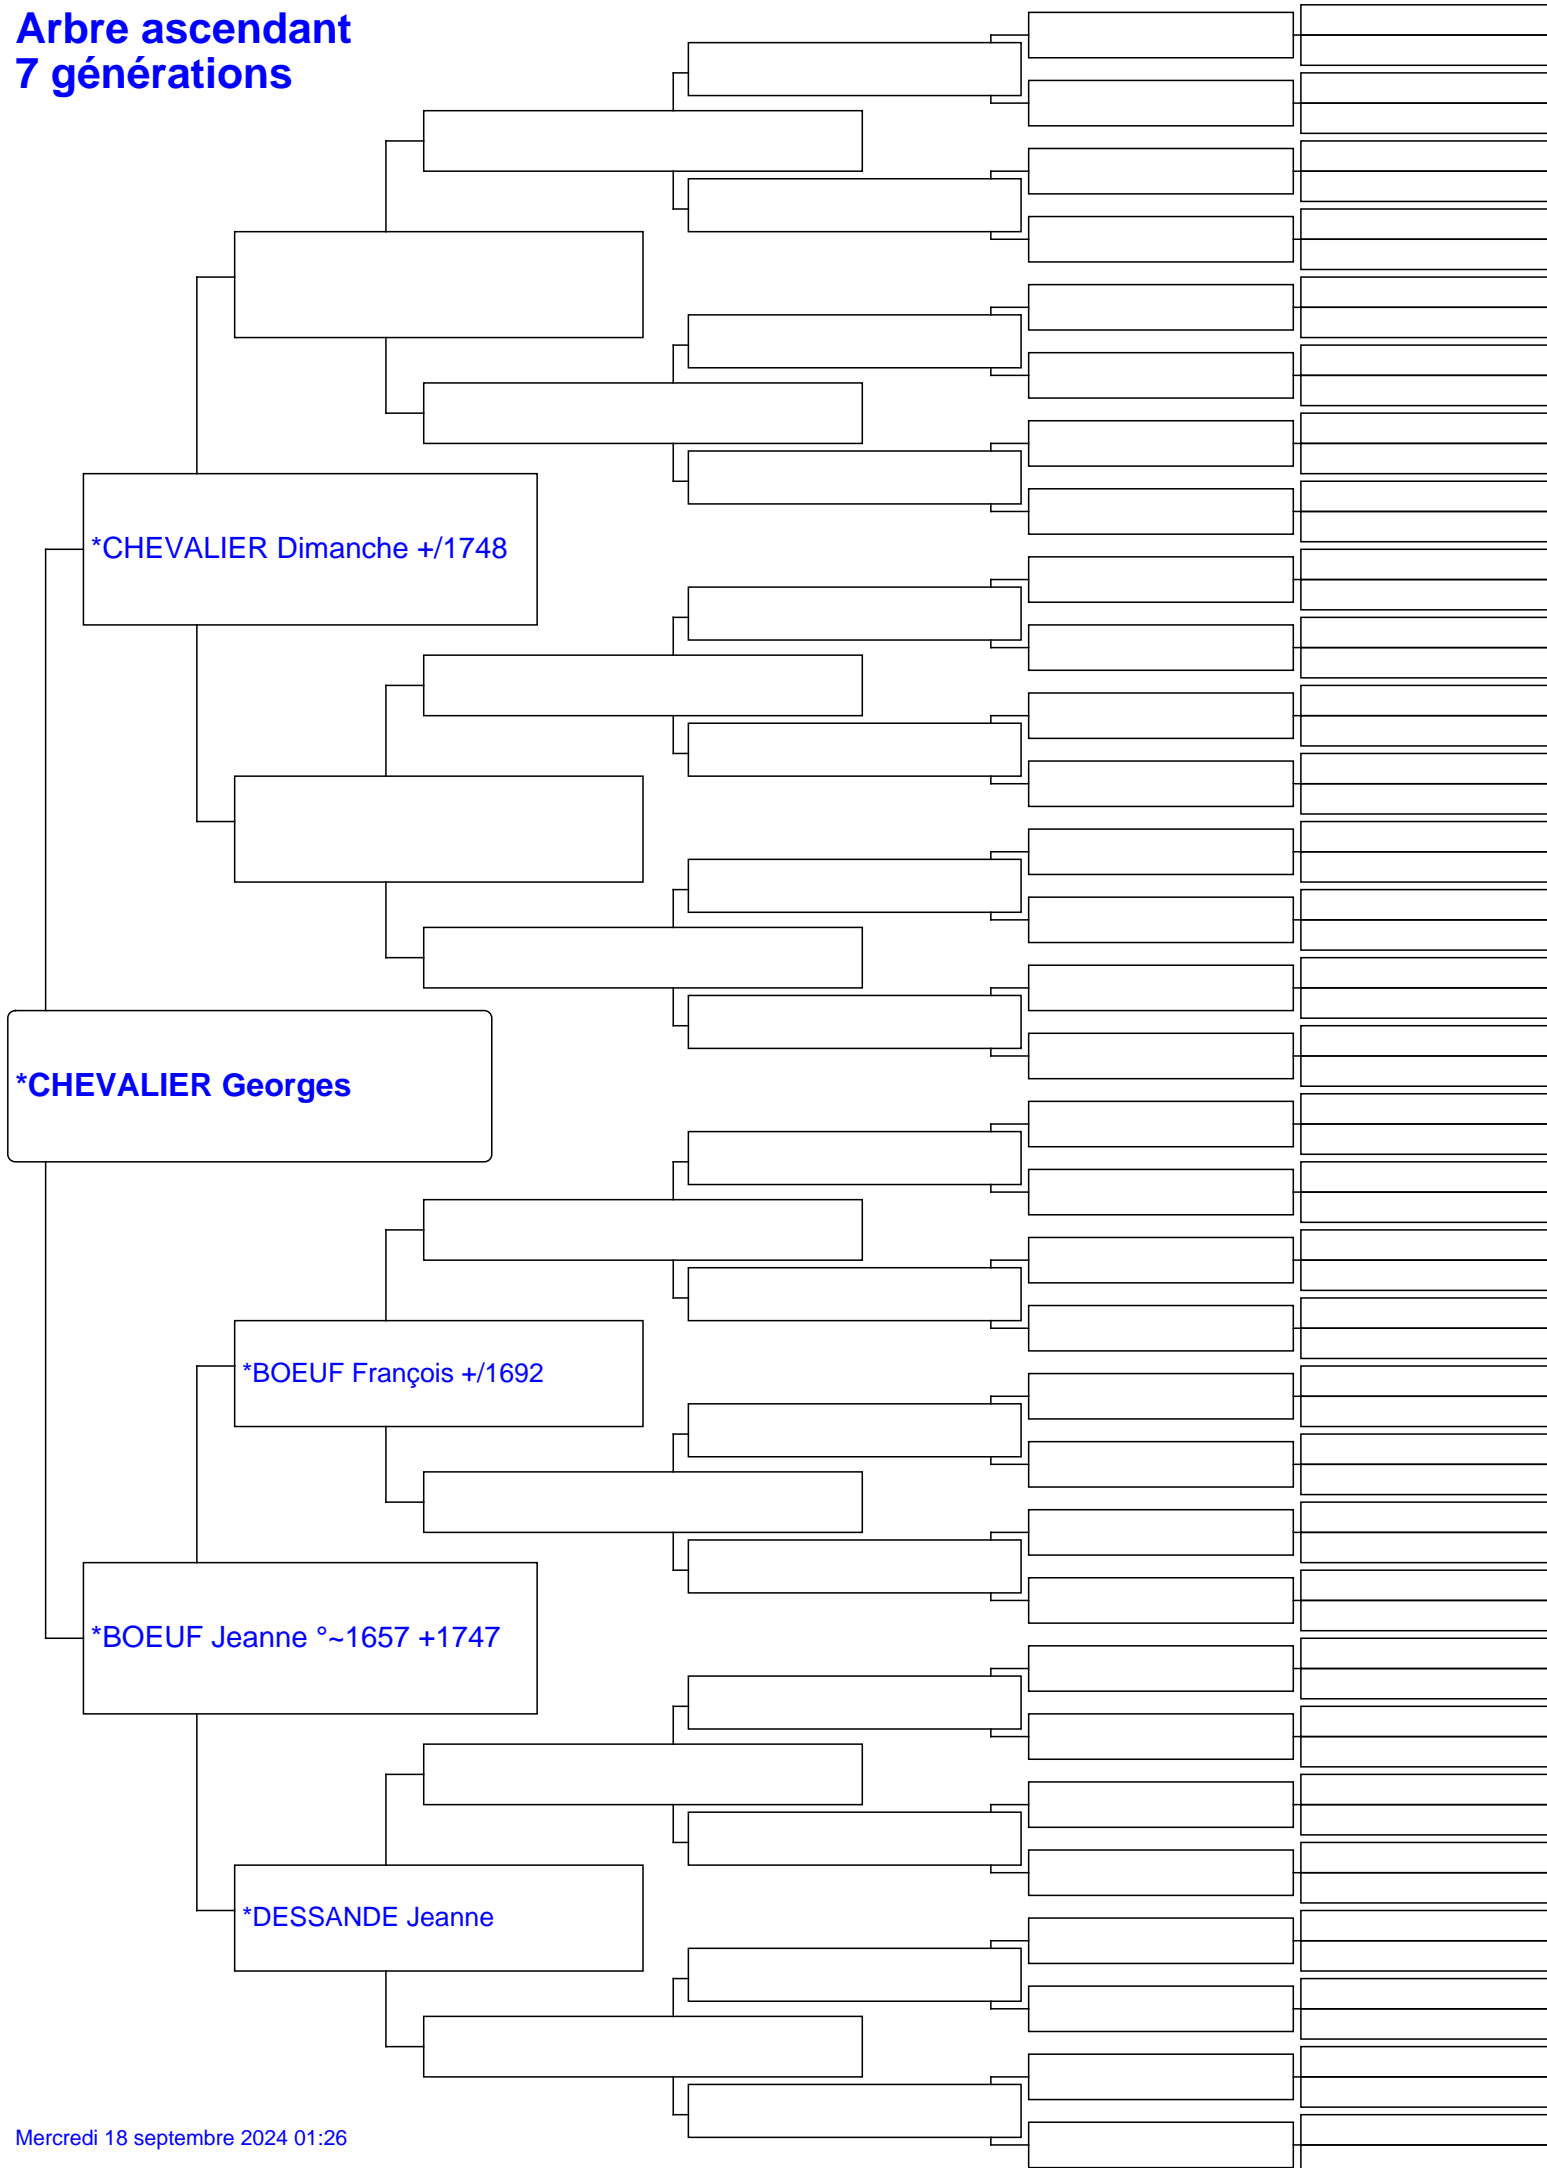 Arbre ascendant
7 générations
*CHEVALIER Dimanche +/1748
*CHEVALIER Georges
*BOEUF François +/1692
*BOEUF Jeanne °~1657 +1747
*DESSANDE Jeanne
Mercredi 18 septembre 2024 01:26